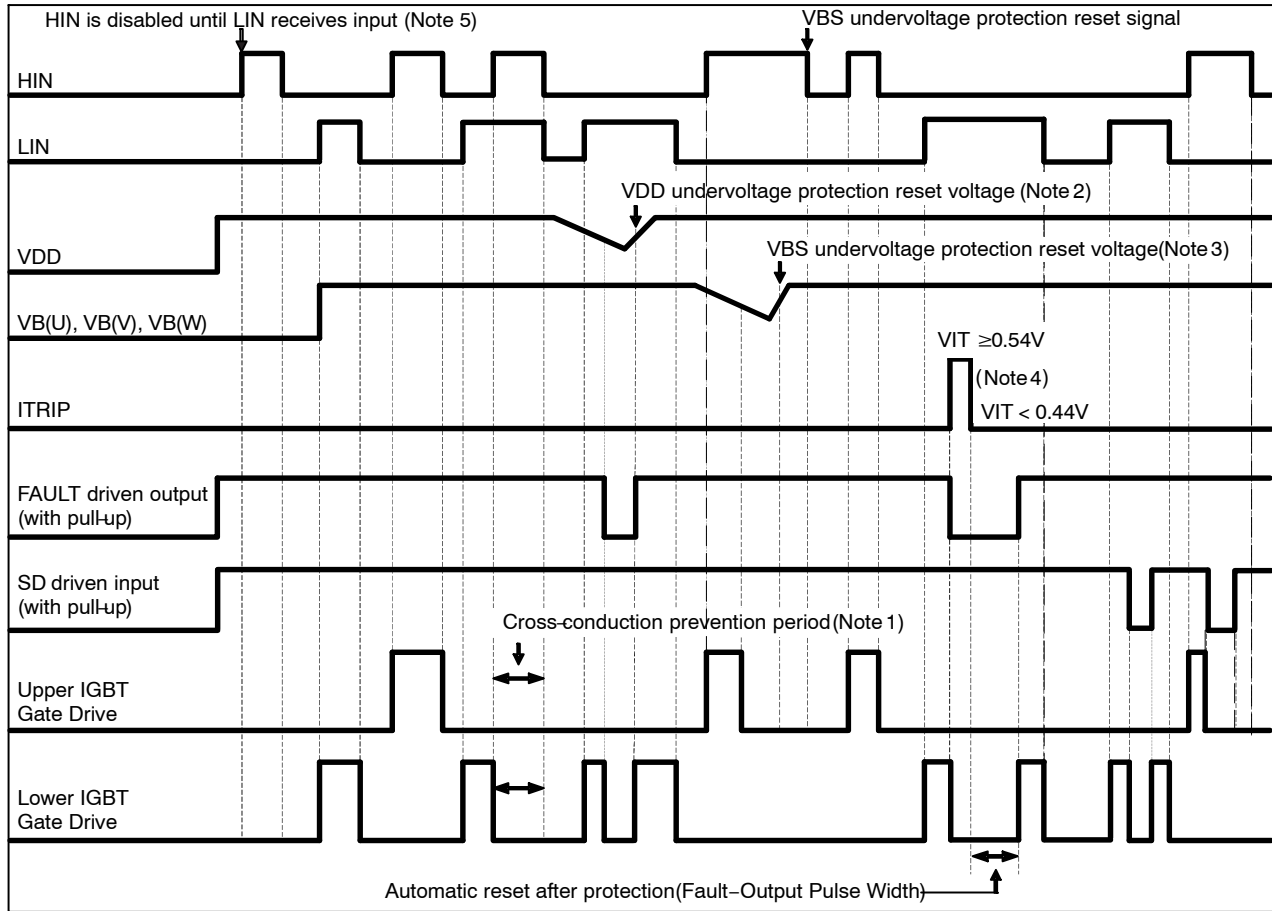 HIN is disabled until LIN receives input (Note 5)
VBS undervoltage protection reset signal
HIN
LIN
VDD undervoltage protection reset voltage (Note 2)
VDD
VBS undervoltage protection reset voltage(Note 3)
VB(U), VB(V), VB(W)
VIT ≥0.54V
(Note 4)
VIT < 0.44V
ITRIP
FAULT driven output
(with pull-up)
SD driven input
(with pull-up)
Cross-conduction prevention period(Note 1)
Upper IGBT
Gate Drive
Lower IGBT
Gate Drive
Automatic reset after protection(Fault-Output Pulse Width)